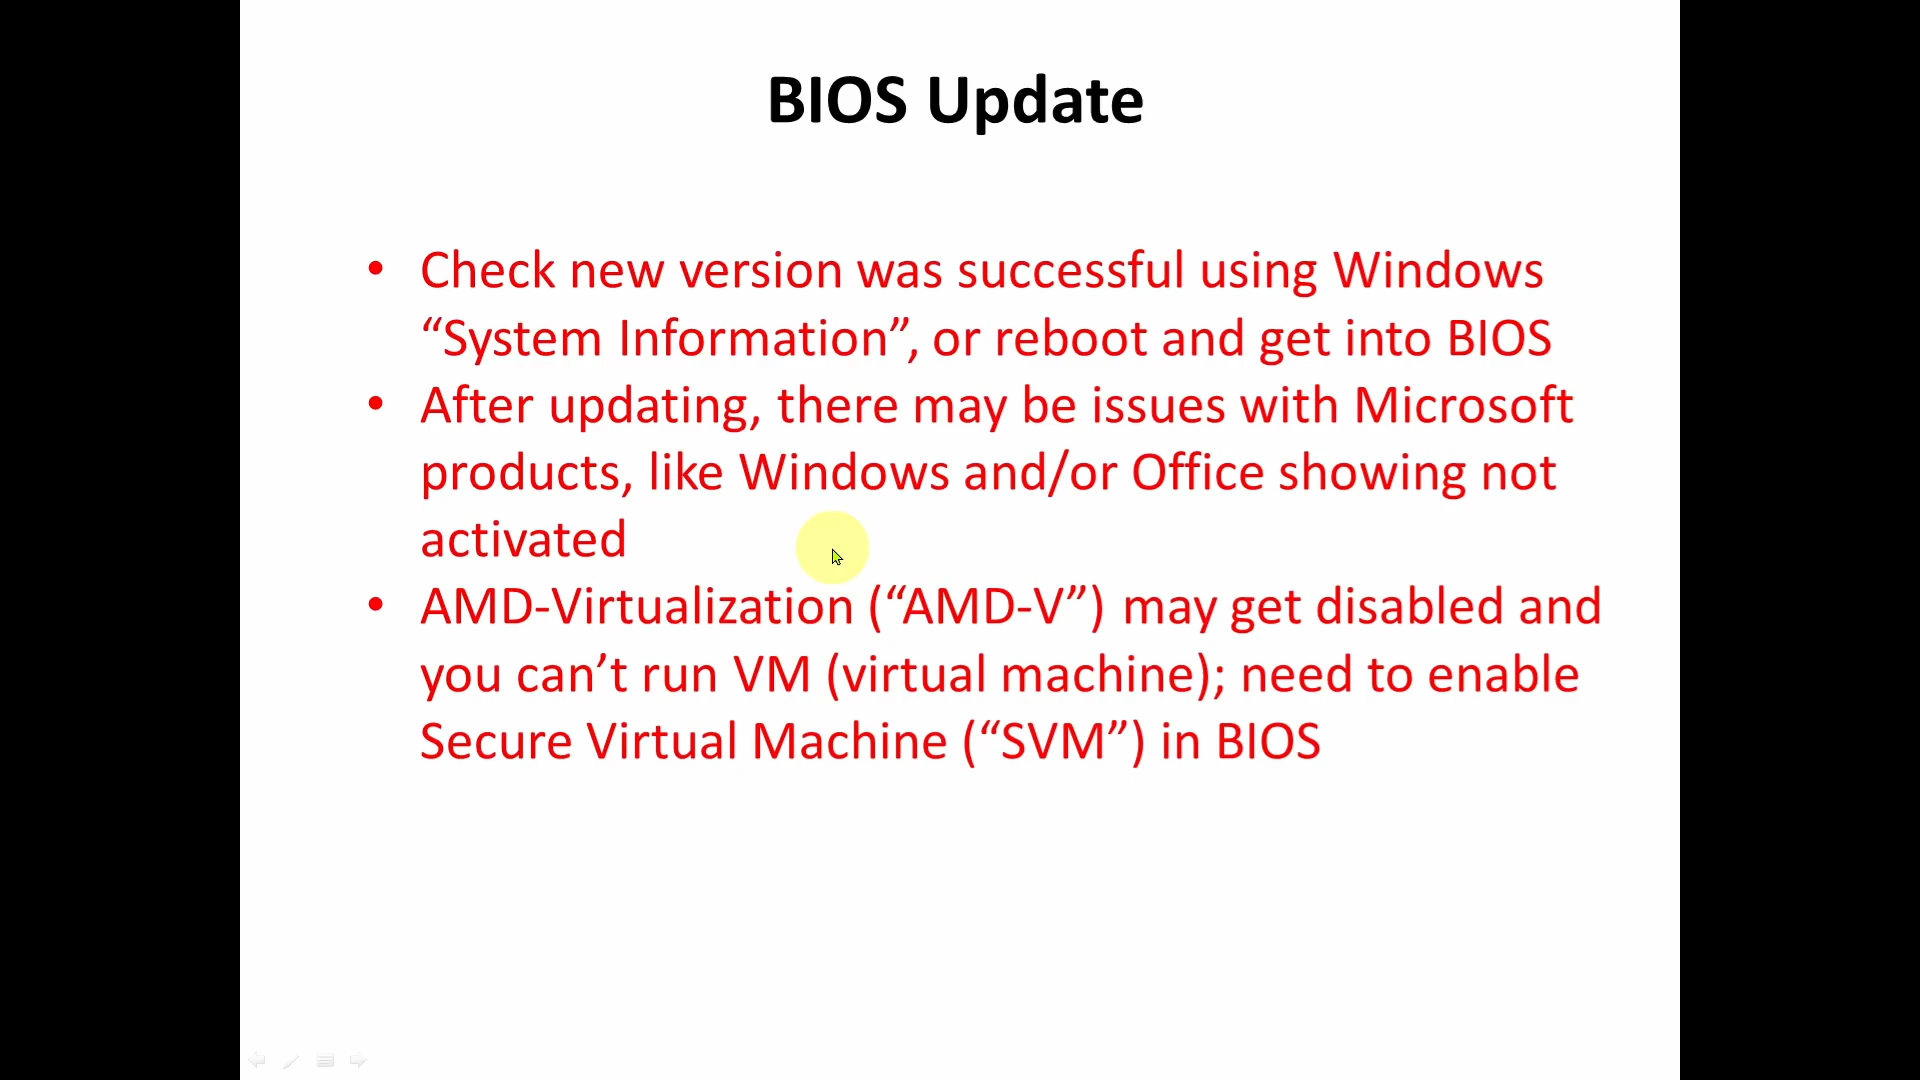 BIOS Update
• Check new version was successful using Windows
“System Information”, or reboot and get into BIOS
• After updating, there may be issues with Microsoft
products, like Windows and/or Office showing not
activated
• AMD-Virtualization (“AMD-V”) may get disabled and
you can’t run VM (virtual machine); need to enable
Secure Virtual Machine (“SVM”) in BIOS